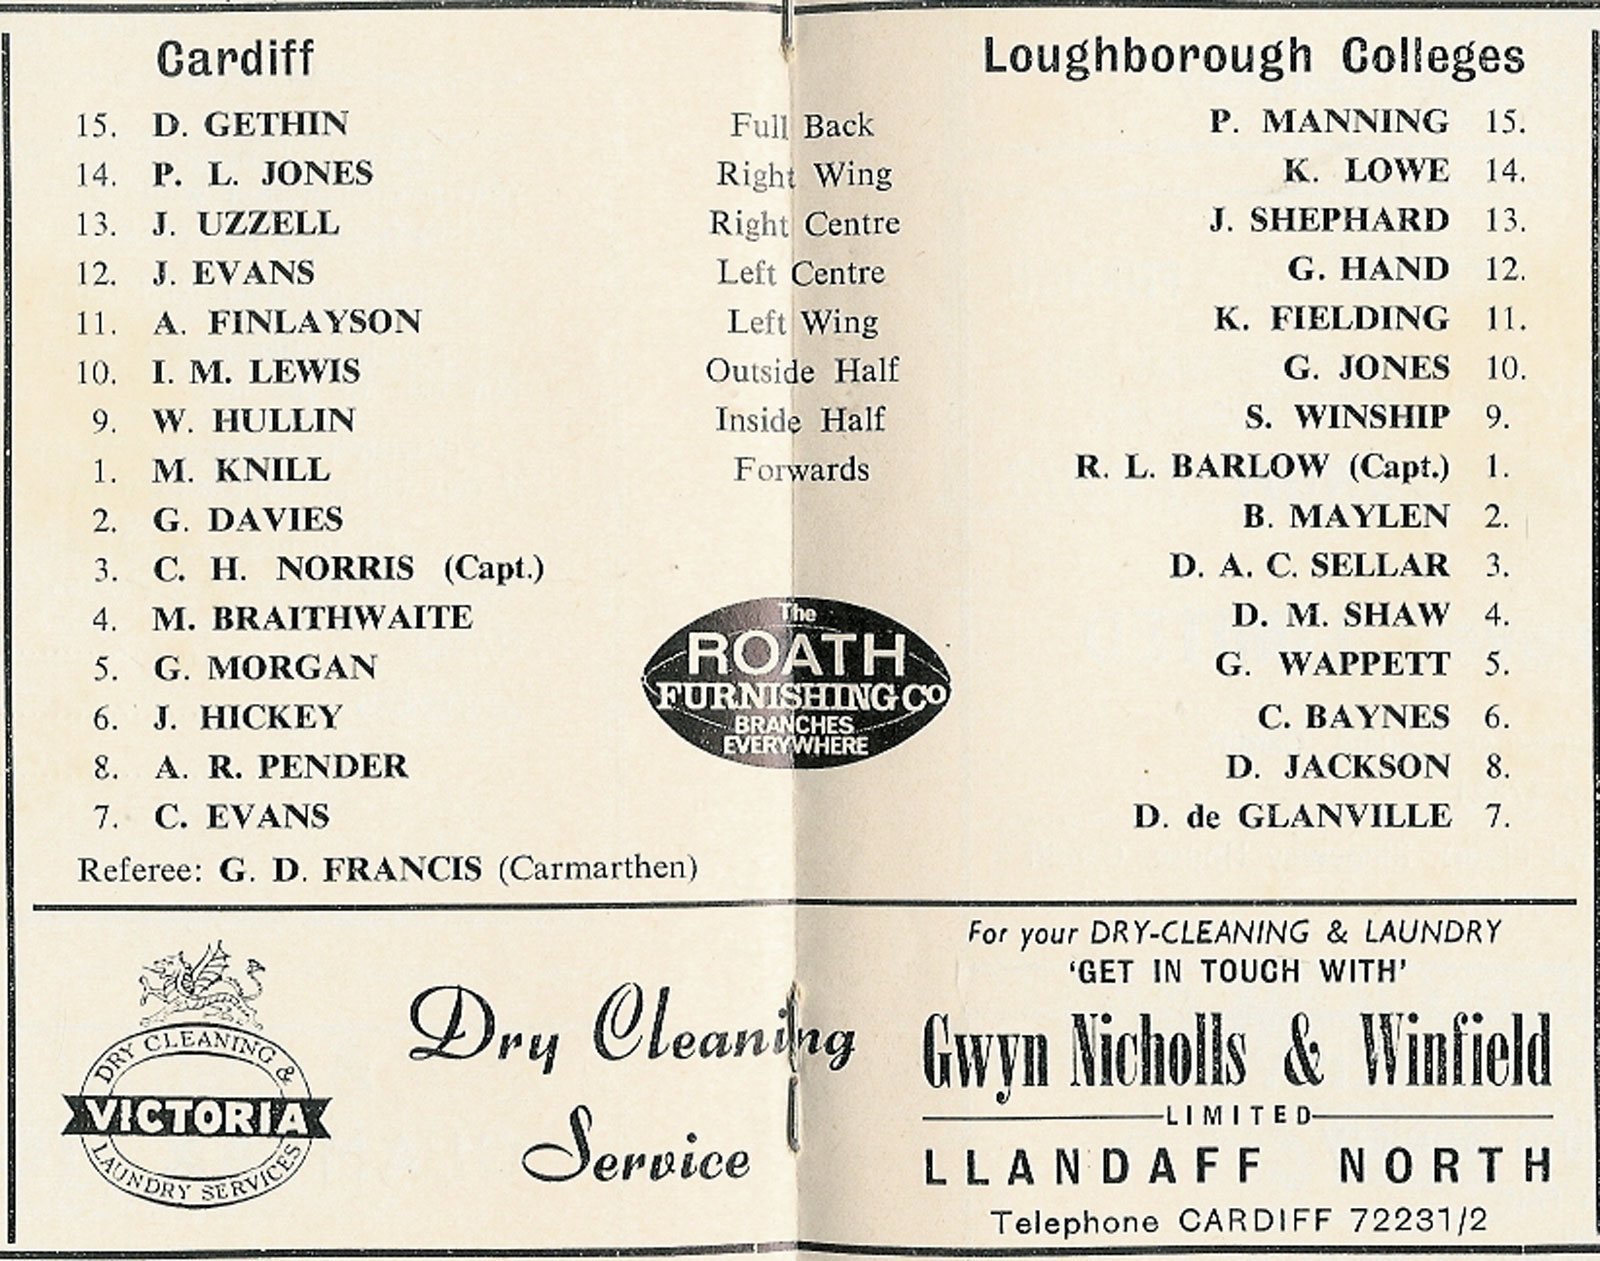 Cardiff Loughborough Colleges
15. D. GETHIN Full Back P. MANNING 15.
14. P. L. JONES Right Wing K. LOWE 14.
13. J. UZZELL Right Centre J. SHEPHARD 13.
12. J. EVANS Left Centre G. HAND 12.
11. A. FINLAYSON Left Wing K. FIELDING 11.
10. I. M. LEWIS Outside Half G. JONES 10.
9. W. HULLIN Inside Half S. WINSHIP 9.
1. M. KNILL Forwards R. L. BARLOW (Capt.) 1.
2. G. DAVIES B. MAYLEN 2.
3. C. H. NORRIS (Capt.) D. A. C. SELLAR 3.
4. M. BRAITHWAITE D. M. SHAW 4.
5. G. MORGAN G. WAPPETT 5.
6. J. HICKEY C. BAYNES 6.
8. A. R. PENDER D. JACKSON 8.
7. C. EVANS D. de GLANVILLE 7.
The
ROATH
FURNISHING Co
BRANCHES
EVERYWHERE
Referee: G. D. FRANCIS (Carmarthen)
DRY CLEANING &
VICTORIA
LAUNDRY SERVICES
Dry Cleaning
Service
For your DRY-CLEANING & LAUNDRY
'GET IN TOUCH WITH'
Gwyn Nicholls & Winfield
LIMITED
LLANDAFF NORTH
Telephone CARDIFF 72231/2